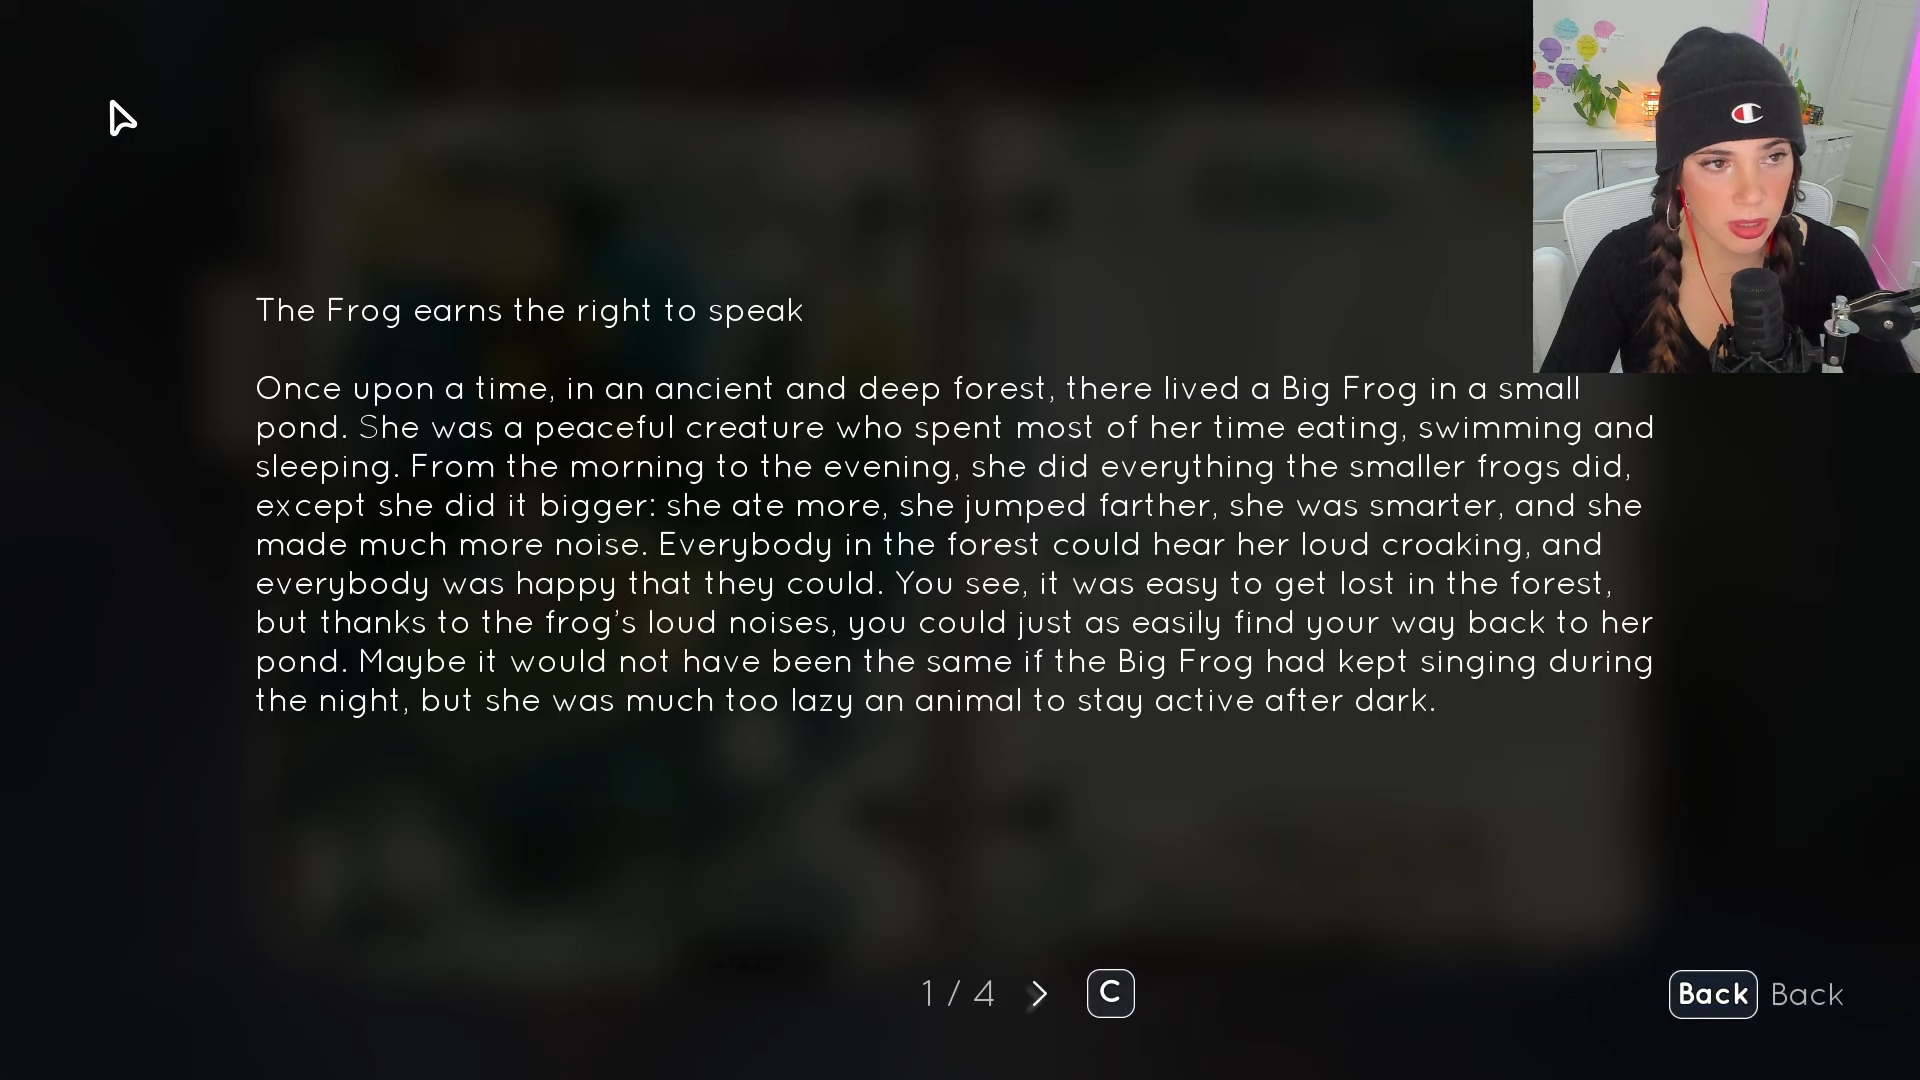 The Frog earns the right to speak
Once upon a time, in an ancient and deep forest, there lived a Big Frog in a small
pond. She was a peaceful creature who spent most of her time eating, swimming and
sleeping. From the morning to the evening, she did everything the smaller frogs did,
except she did it bigger: she ate more, she jumped farther, she was smarter, and she
made much more noise. Everybody in the forest could hear her loud croaking, and
everybody was happy that they could. You see, it was easy to get lost in the forest,
but thanks to the frog's loud noises, you could just as easily find your way back to her
pond. Maybe it would not have been the same if the Big Frog had kept singing during
the night, but she was much too lazy an animal to stay active after dark.
1 / 4 > C
Back Back